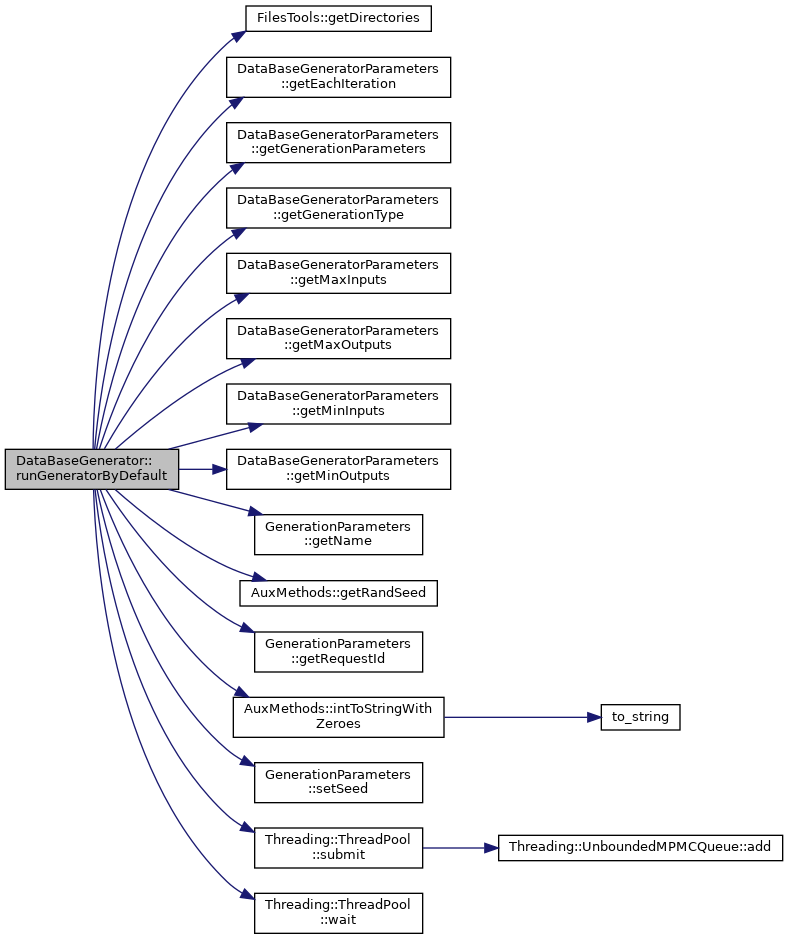 FilesTools::getDirectories
DataBaseGeneratorParameters
::getEachIteration
DataBaseGeneratorParameters
::getGenerationParameters
DataBaseGeneratorParameters
::getGenerationType
DataBaseGeneratorParameters
::getMaxInputs
DataBaseGeneratorParameters
::getMaxOutputs
DataBaseGeneratorParameters
::getMinInputs
DataBaseGenerator::
runGeneratorByDefault
DataBaseGeneratorParameters
::getMinOutputs
GenerationParameters
::getName
AuxMethods::getRandSeed
GenerationParameters
::getRequestId
AuxMethods::intToStringWith
Zeroes
to_string
GenerationParameters
::setSeed
Threading::ThreadPool
::submit
Threading::UnboundedMPMCQueue::add
Threading::ThreadPool
::wait